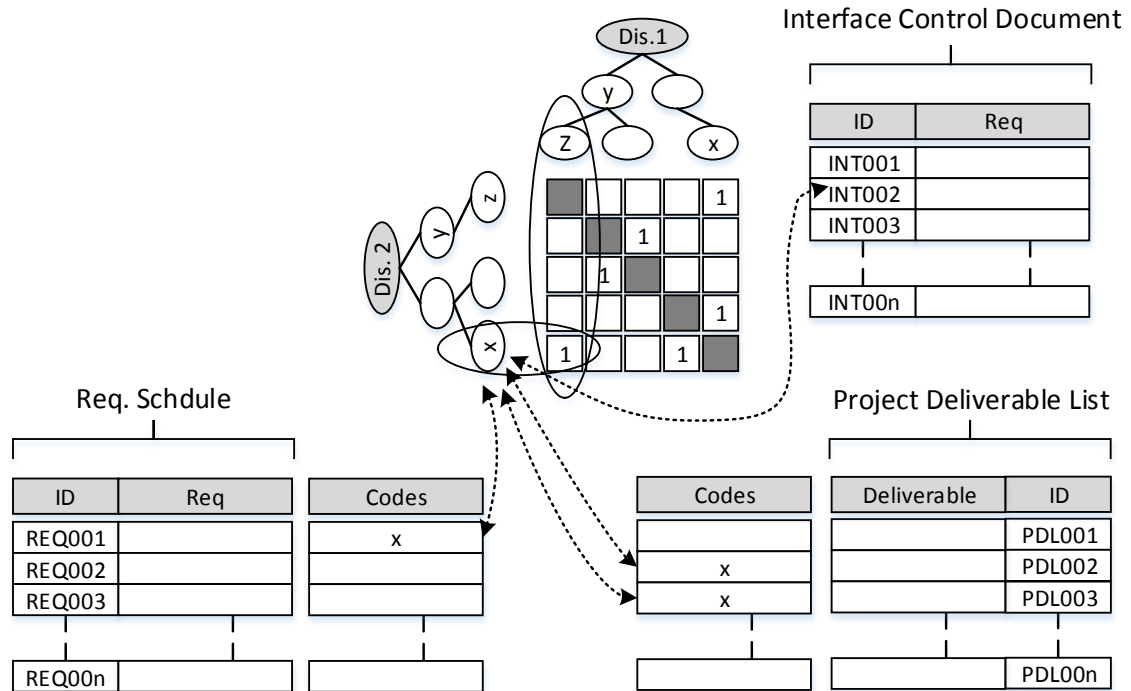 Interface Control Document
Dis.1
y
Z
x
ID Req
INT001
INT002
INT003
INT00n
z
y
Dis. 2
x
1
1
1
1
1 1
Req. Schdule
Project Deliverable List
ID Req Codes
REQ001 x
REQ002
REQ003
REQ00n
Codes Deliverable ID
PDL001
x PDL002
x PDL003
PDL00n